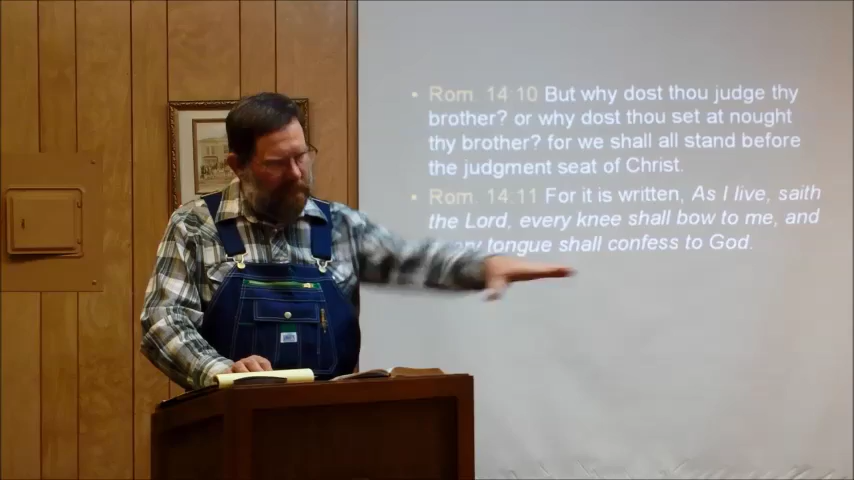 • Rom. 14:10 But why dost thou judge thy
brother? or why dost thou set at nought
thy brother? for we shall all stand before
the judgment seat of Christ.
• Rom. 14:11 For it is written, As I live, saith
the Lord, every knee shall bow to me, and
tongue shall confess to God.